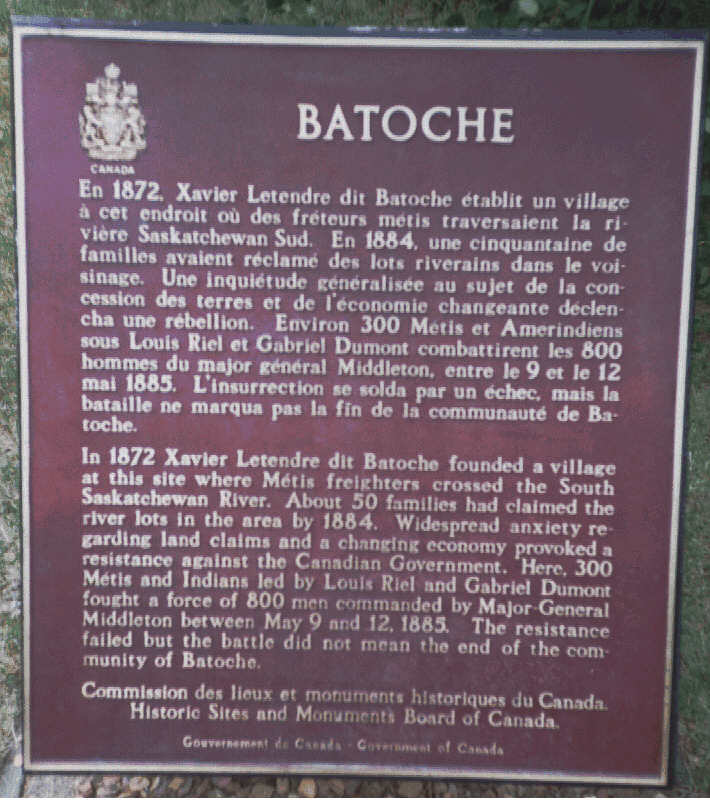 BATOCHE
CANADA
En 1872, Xavier Letendre dit Batoche établit un village
à cet endroit où des fréteurs métis traversaient la ri-
vière Saskatchewan Sud. En 1884, une cinquantaine de
familles avaient réclamé des lots riverains dans le voi-
sinage. Une inquiétude généralisée au sujet de la con-
cession des terres et de l'économie changeante déclen-
cha une rébellion. Environ 300 Métis et Amerindiens
sous Louis Riel et Gabriel Dumont combattirent les 800
hommes du major général Middleton, entre le 9 et le 12
mai 1885. L'insurrection se solda par un échec, mais la
bataille ne marqua pas la fin de la communauté de Ba-
toche.
In 1872 Xavier Letendre dit Batoche founded a village
at this site where Métis freighters crossed the South
Saskatchewan River. About 50 families had claimed the
river lots in the area by 1884. Widespread anxiety re-
garding land claims and a changing economy provoked a
resistance against the Canadian Government. Here, 300
Métis and Indians led by Louis Riel and Gabriel Dumont
fought a force of 800 men commanded by Major-General
Middleton between May 9 and 12, 1885. The resistance
failed but the battle did not mean the end of the com-
munity of Batoche.
Commission des lieux et monuments historiques du Canada.
Historic Sites and Monuments Board of Canada.
Gouvernement du Canada - Government of Canada